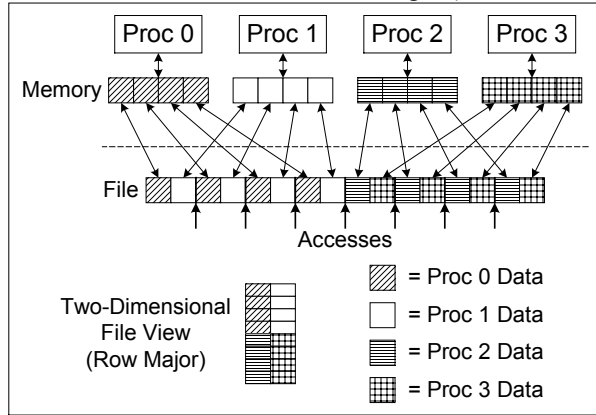 Proc 0 Proc 1 Proc 2 Proc 3
Memory
File
Accesses
Two-Dimensional
File View
(Row Major)
= Proc 0 Data
= Proc 1 Data
= Proc 2 Data
= Proc 3 Data